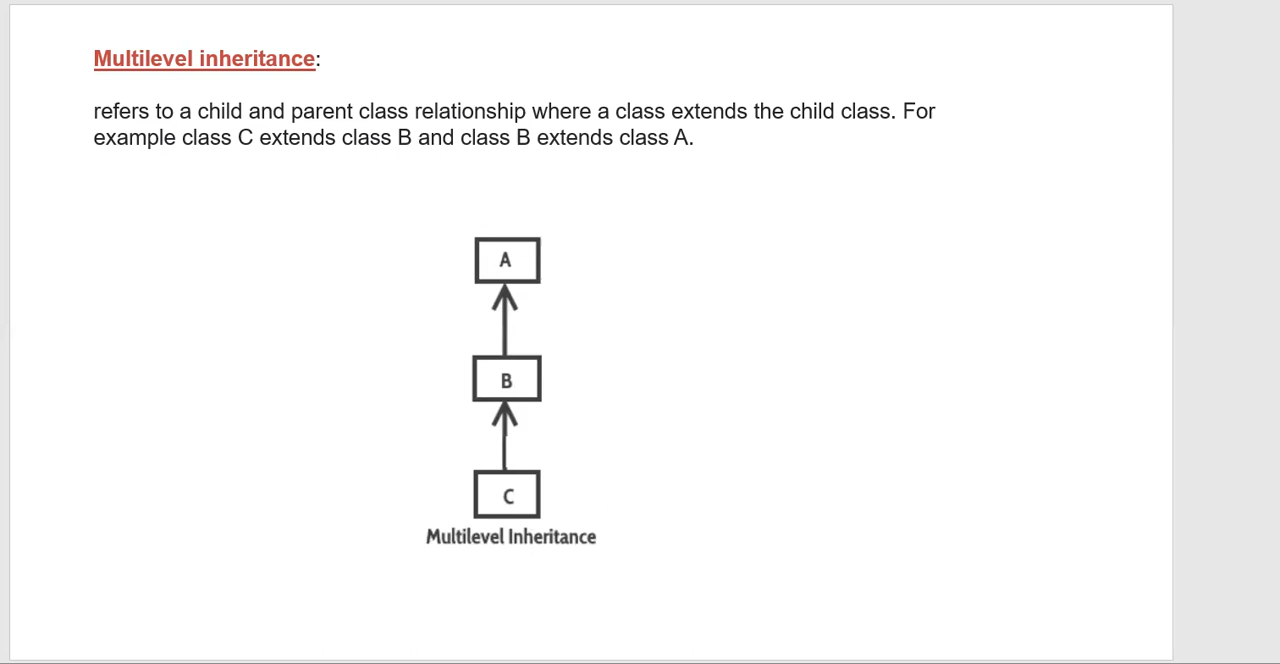 Multilevel inheritance:
refers to a child and parent class relationship where a class extends the child class. For
example class C extends class B and class B extends class A.
A
B
C
Multilevel Inheritance